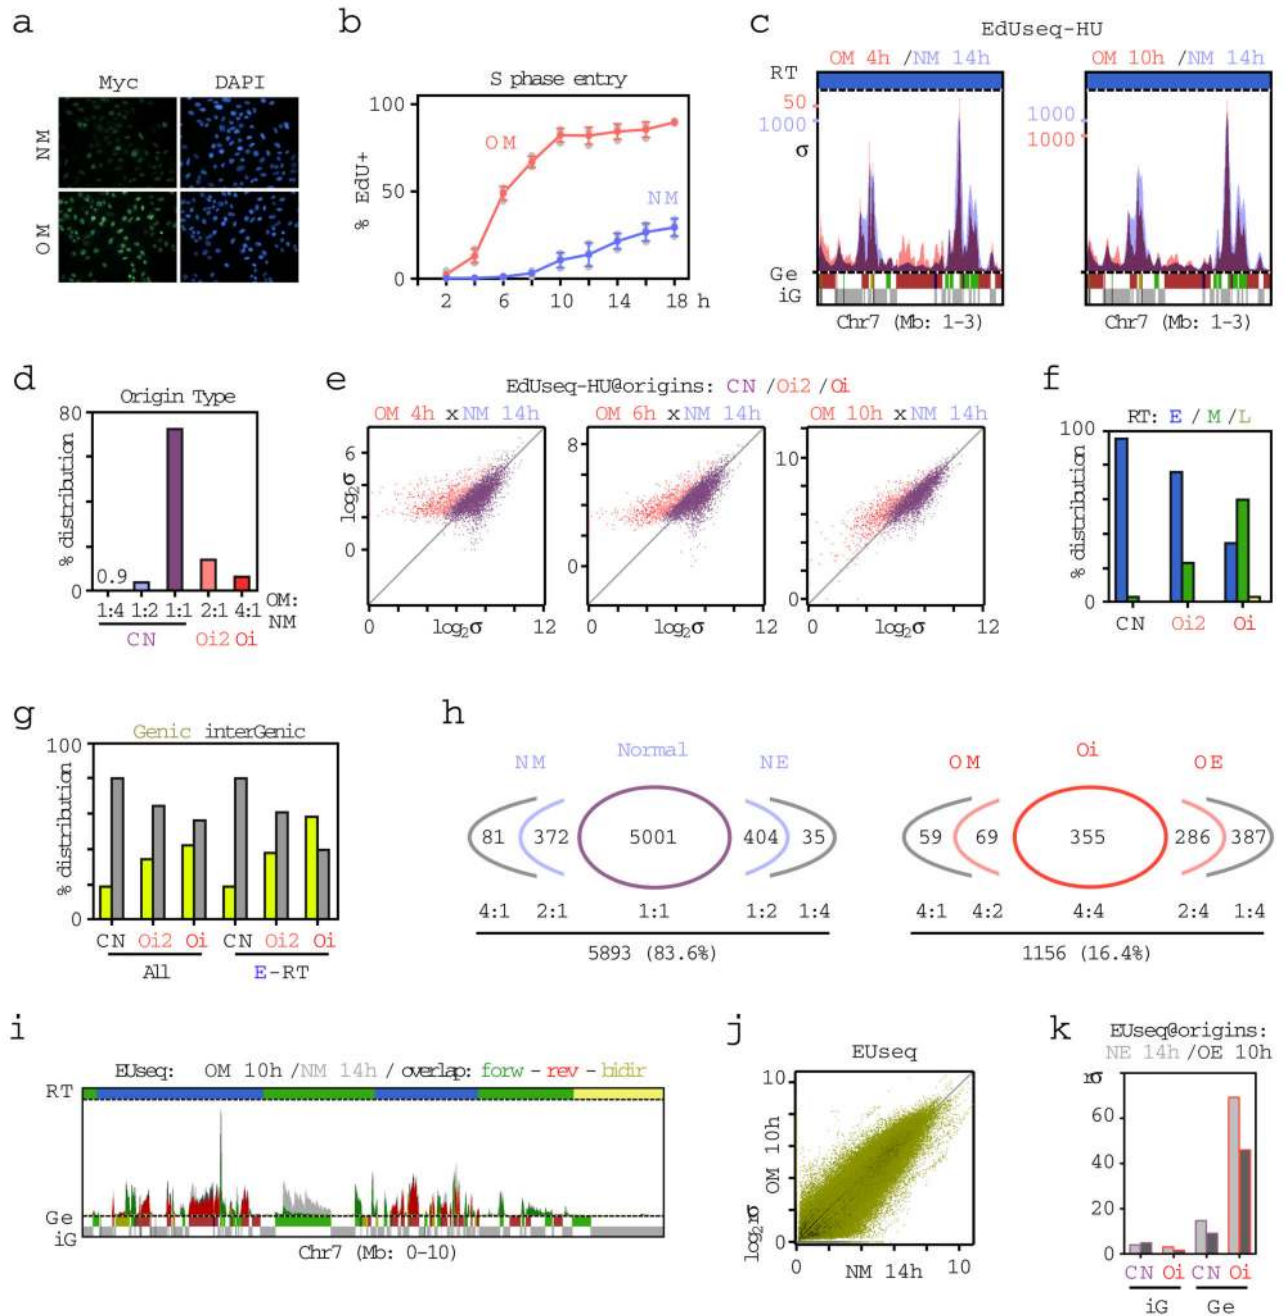 a
Myc DAPI
NM
OM
b
S phase entry
% EdU+
100
50
0
OM
NM
2 6 10 14 18 h
c
EdUseq-HU
OM 4h /NM 14h
OM 10h /NM 14h
RT
50
1000
σ
1000
1000
Ge
iG
Chr7 (Mb: 1-3)
Chr7 (Mb: 1-3)
d
Origin Type
% distribution
80
0
0.9
1:4 1:2 1:1 2:1 4:1 OM:
NM
CN Oi2 Oi
e
EdUseq-HU@origins: CN /Oi2 /Oi
OM 4h x NM 14h
OM 6h x NM 14h
OM 10h x NM 14h
log₂σ
6
0
8
0
10
0
0 log₂σ 12
0 log₂σ 12
0 log₂σ 12
f
RT: E / M / L
% distribution
100
0
CN Oi2 Oi
g
Genic interGenic
% distribution
100
0
CN Oi2 Oi CN Oi2 Oi
All E-RT
h
NM Normal NE
81 372 5001 404 35
4:1 2:1 1:1 1:2 1:4
5893 (83.6%)
OM Oi OE
59 69 355 286 387
4:1 4:2 4:4 2:4 1:4
1156 (16.4%)
i
EUseq: OM 10h /NM 14h / overlap: forw - rev - bidir
RT
Ge
iG
Chr7 (Mb: 0-10)
j
EUseq
log₂rσ OM 10h
10
0
0 NM 14h 10
k
EUseq@origins:
NE 14h /OE 10h
rσ
60
40
20
0
CN Oi CN Oi
iG Ge